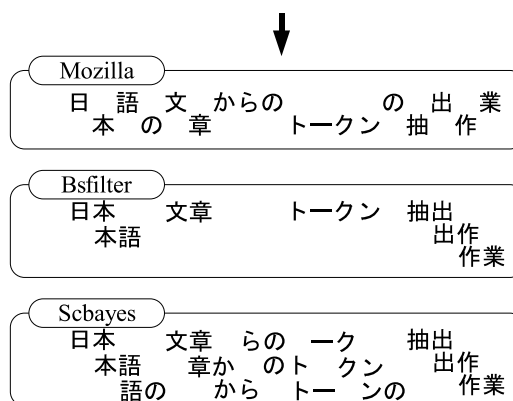 Mozilla
日 語 文 からの の 出 業
本 の 章 トークン 抽 作
Bsfilter
日本 文章 トークン 抽出
本語 出作
作業
Scbayes
日本 文章 らの ーク 抽出
本語 章か のト クン 出作
語の から トー ンの 作業